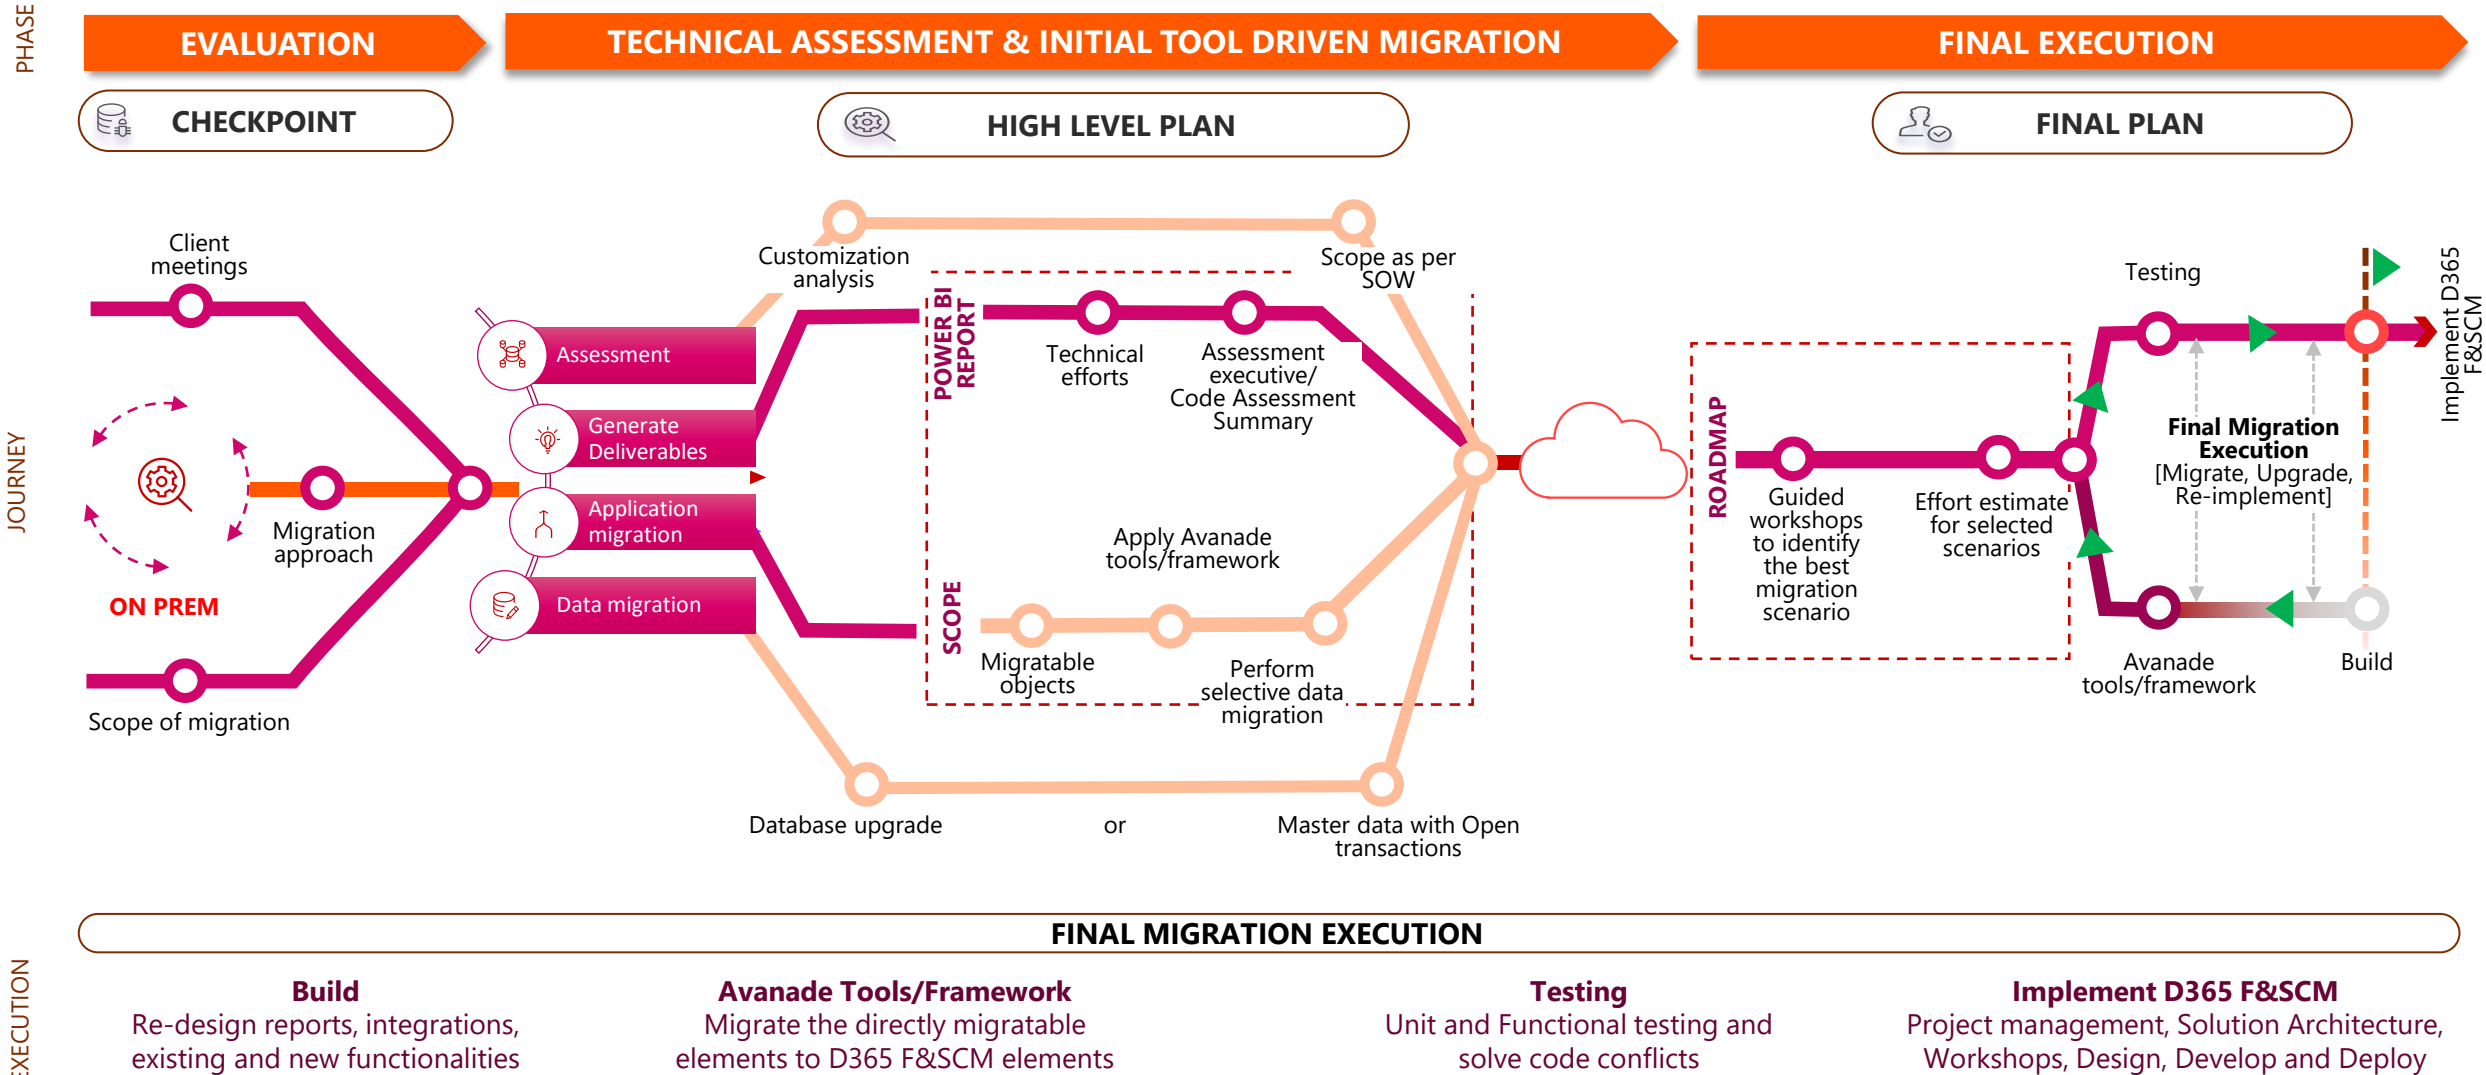 PHASE
EVALUATION
TECHNICAL ASSESSMENT & INITIAL TOOL DRIVEN MIGRATION
FINAL EXECUTION
CHECKPOINT
HIGH LEVEL PLAN
FINAL PLAN
JOURNEY
Client
meetings
Migration
approach
ON PREM
Scope of migration
Assessment
Generate
Deliverables
Application
migration
Data migration
Customization
analysis
Scope as per
SOW
POWER BI
REPORT
Technical
efforts
Assessment
executive/
Code Assessment
Summary
SCOPE
Apply Avanade
tools/framework
Migratable
objects
Perform
selective data
migration
Database upgrade
or
Master data with Open
transactions
ROADMAP
Guided
workshops
to identify
the best
migration
scenario
Effort estimate
for selected
scenarios
Testing
Final Migration
Execution
[Migrate, Upgrade,
Re-implement]
Avanade
tools/framework
Build
Implement D365
F&SCM
FINAL MIGRATION EXECUTION
EXECUTION
Build
Re-design reports, integrations,
existing and new functionalities
Avanade Tools/Framework
Migrate the directly migratable
elements to D365 F&SCM elements
Testing
Unit and Functional testing and
solve code conflicts
Implement D365 F&SCM
Project management, Solution Architecture,
Workshops, Design, Develop and Deploy